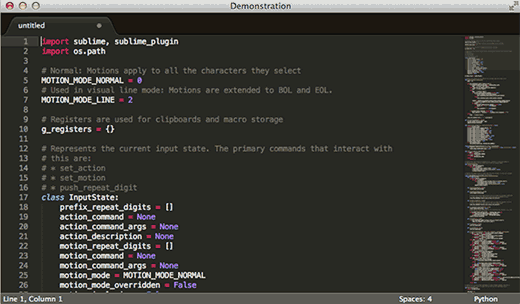 Demonstration
untitled
1 import sublime, sublime_plugin
2 import os.path
3
4 # Normal: Motions apply to all the characters they select
5 MOTION_MODE_NORMAL = 0
6 # Used in visual line mode: Motions are extended to BOL and EOL.
7 MOTION_MODE_LINE = 2
8
9 # Registers are used for clipboards and macro storage
10 g_registers = {}
11
12 # Represents the current input state. The primary commands that interact with
13 # this are:
14 # * set_action
15 # * set_motion
16 # * push_repeat_digit
17 class InputState:
18 prefix_repeat_digits = []
19 action_command = None
20 action_command_args = None
21 action_description = None
22 motion_repeat_digits = []
23 motion_command = None
24 motion_command_args = None
25 motion_mode = MOTION_MODE_NORMAL
26 motion_mode_overridden = False
Line 1, Column 1
Spaces: 4
Python